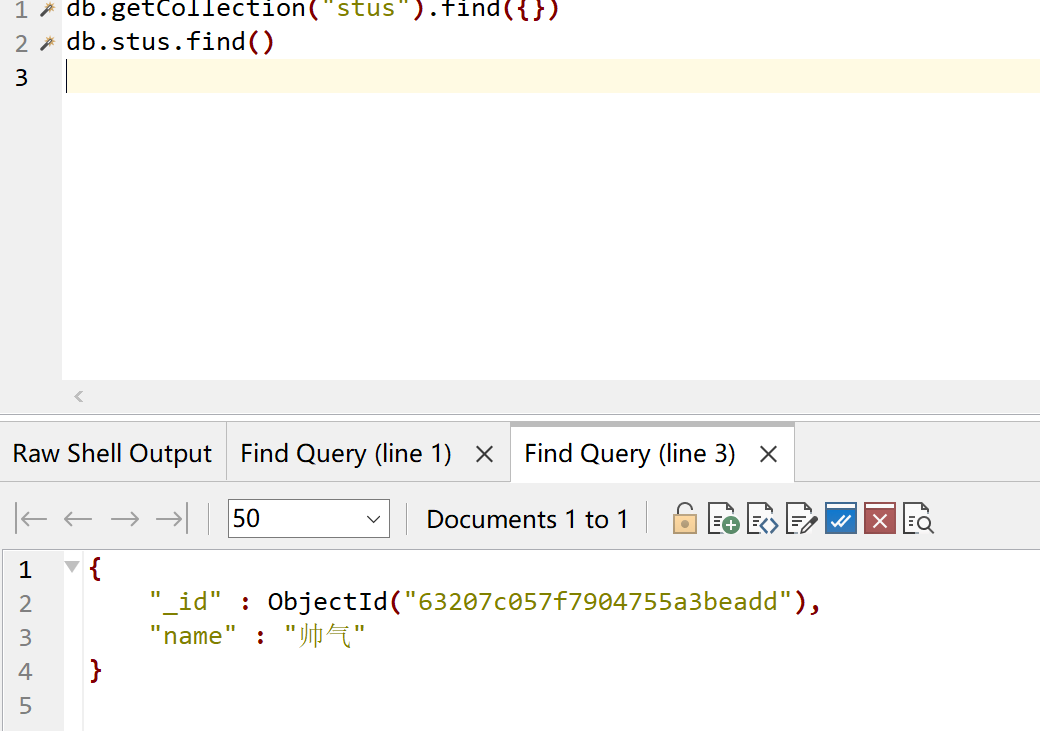 1 db.getCollection("stus").find({})
2 db.stus.find()
3
Raw Shell Output Find Query (line 1) Find Query (line 3)
50 Documents 1 to 1
1 {
2 "_id" : ObjectId("63207c057f7904755a3beadd"),
3 "name" : "帅气"
4 }
5